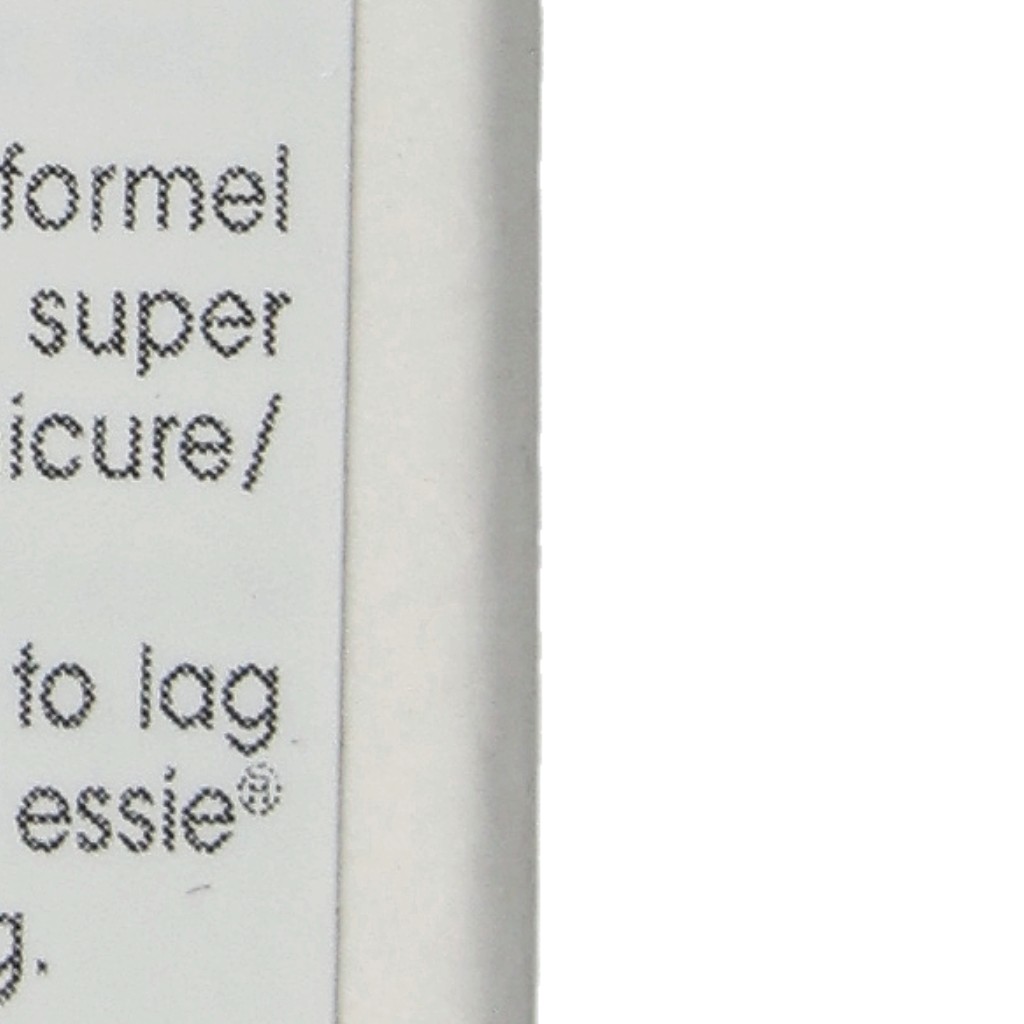 formel
super
icure/
to lag
essie®
g.